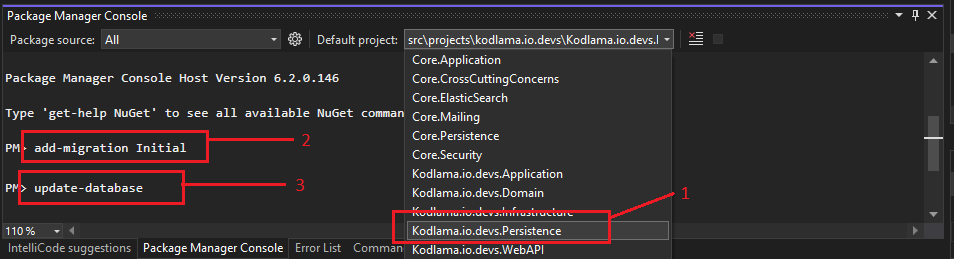 Package Manager Console
Package source: All
Default project: src\projects\kodlama.io.devs\Kodlama.io.devs.
Core.Application
Package Manager Console Host Version 6.2.0.146
Core.CrossCuttingConcerns
Core.ElasticSearch
Type 'get-help NuGet' to see all available NuGet comman
Core.Mailing
Core.Persistence
PM> add-migration Initial
2
Core.Security
Kodlama.io.devs.Application
PM> update-database
3
Kodlama.io.devs.Domain
1
Kodlama.io.devs.Infrastructure
Kodlama.io.devs.Persistence
110 %
Kodlama.io.devs.WebAPI
IntelliCode suggestions Package Manager Console Error List Comman